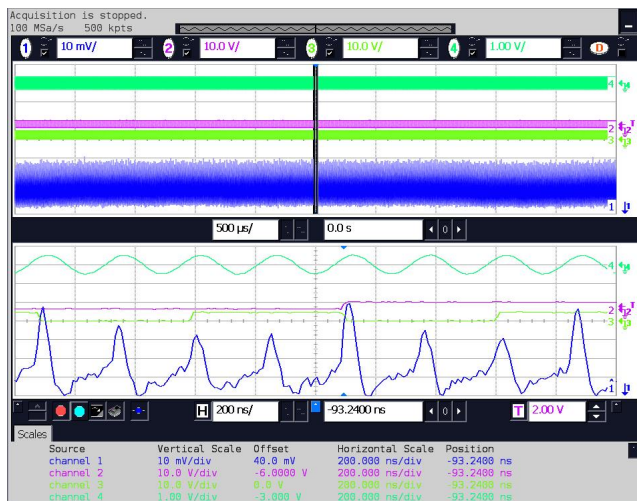 Acquisition is stopped.
100 MSa/s 500 kpts
1 10 mV/ 2 10.0 V/ 3 10.0 V/ 4 1.00 V/ D
4
2
3
1
500 µs/ 0.0 s 0
4
2
3
1
H 200 ns/ -93.2400 ns 0 T 2.00 V
Scales
Source Vertical Scale Offset Horizontal Scale Position
channel 1 10 mV/div 40.0 mV 200.000 ns/div -93.2400 ns
channel 2 10.0 V/div -6.0000 V 200.000 ns/div -93.2400 ns
channel 3 10.0 V/div 0.0 V 200.000 ns/div -93.2400 ns
channel 4 1.00 V/div -3.000 V 200.000 ns/div -93.2400 ns